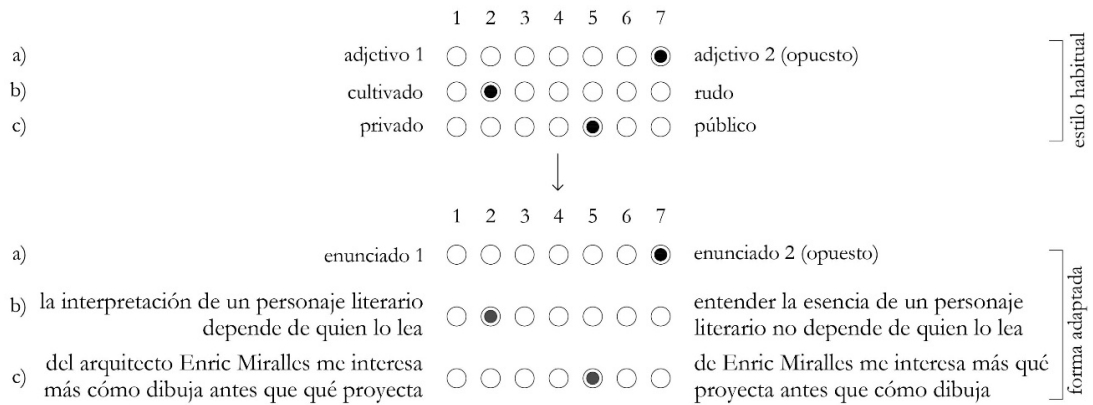 1 2 3 4 5 6 7
a) adjetivo 1 adjetivo 2 (opuesto)
b) cultivado rudo
c) privado público
estilo habitual
1 2 3 4 5 6 7
a) enunciado 1 enunciado 2 (opuesto)
b) la interpretación de un personaje literario entender la esencia de un personaje
depende de quien lo lea literario no depende de quien lo lea
c) del arquitecto Enric Miralles me interesa de Enric Miralles me interesa más qué
más cómo dibuja antes que qué proyecta proyecta antes que cómo dibuja
forma adaptada